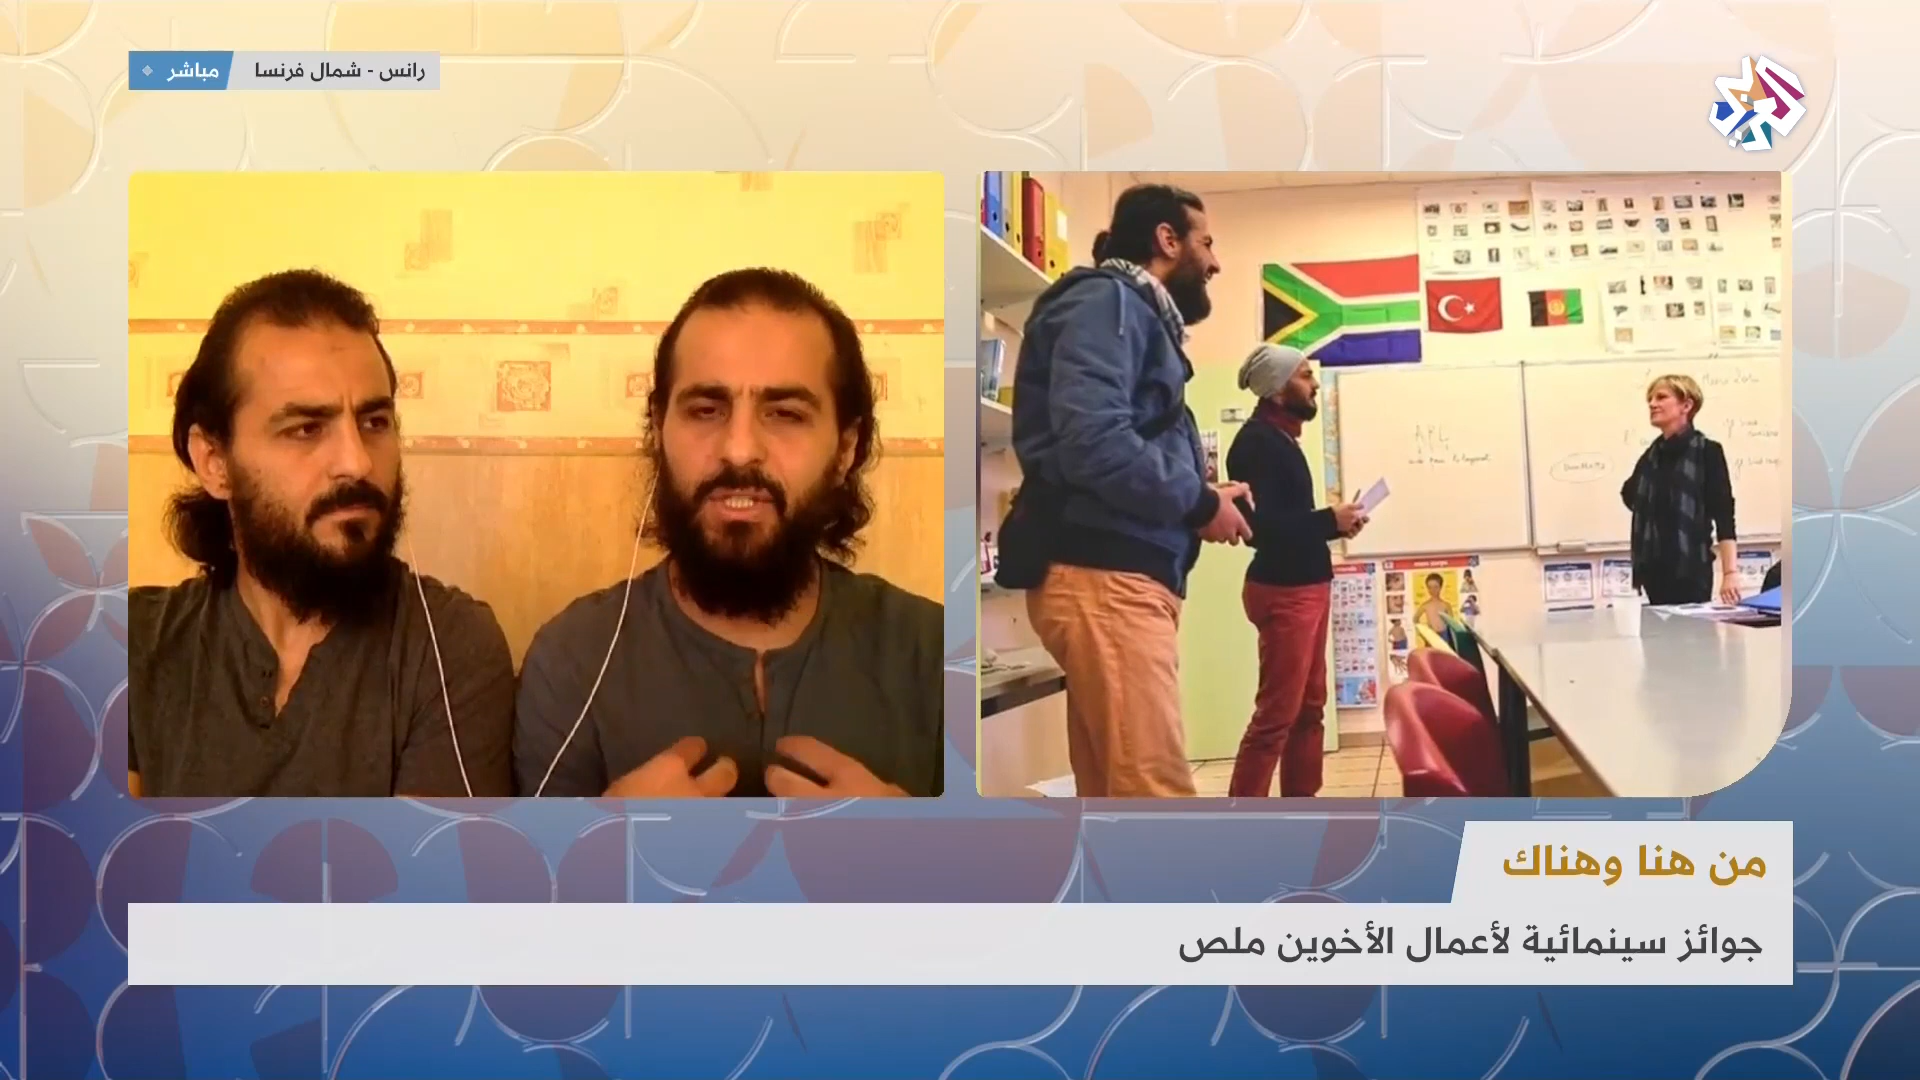 رانس - شمال فرنسا
مباشر
من هنا وهناك
جوائز سينمائية لأعمال الأخوين ملص